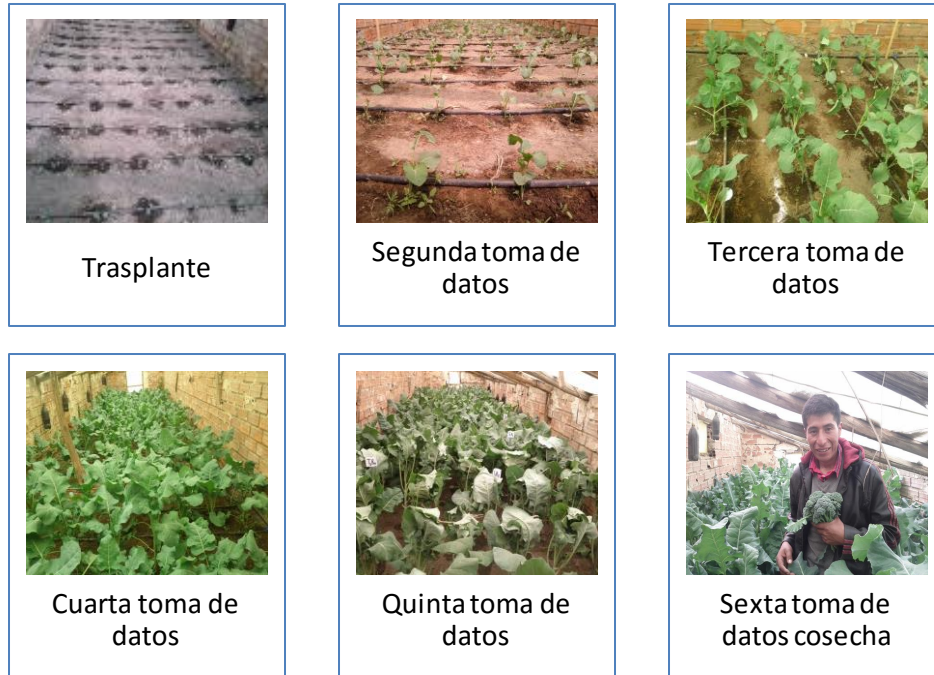 Trasplante
Segunda toma de
datos
Tercera toma de
datos
Cuarta toma de
datos
Quinta toma de
datos
Sexta toma de
datos cosecha